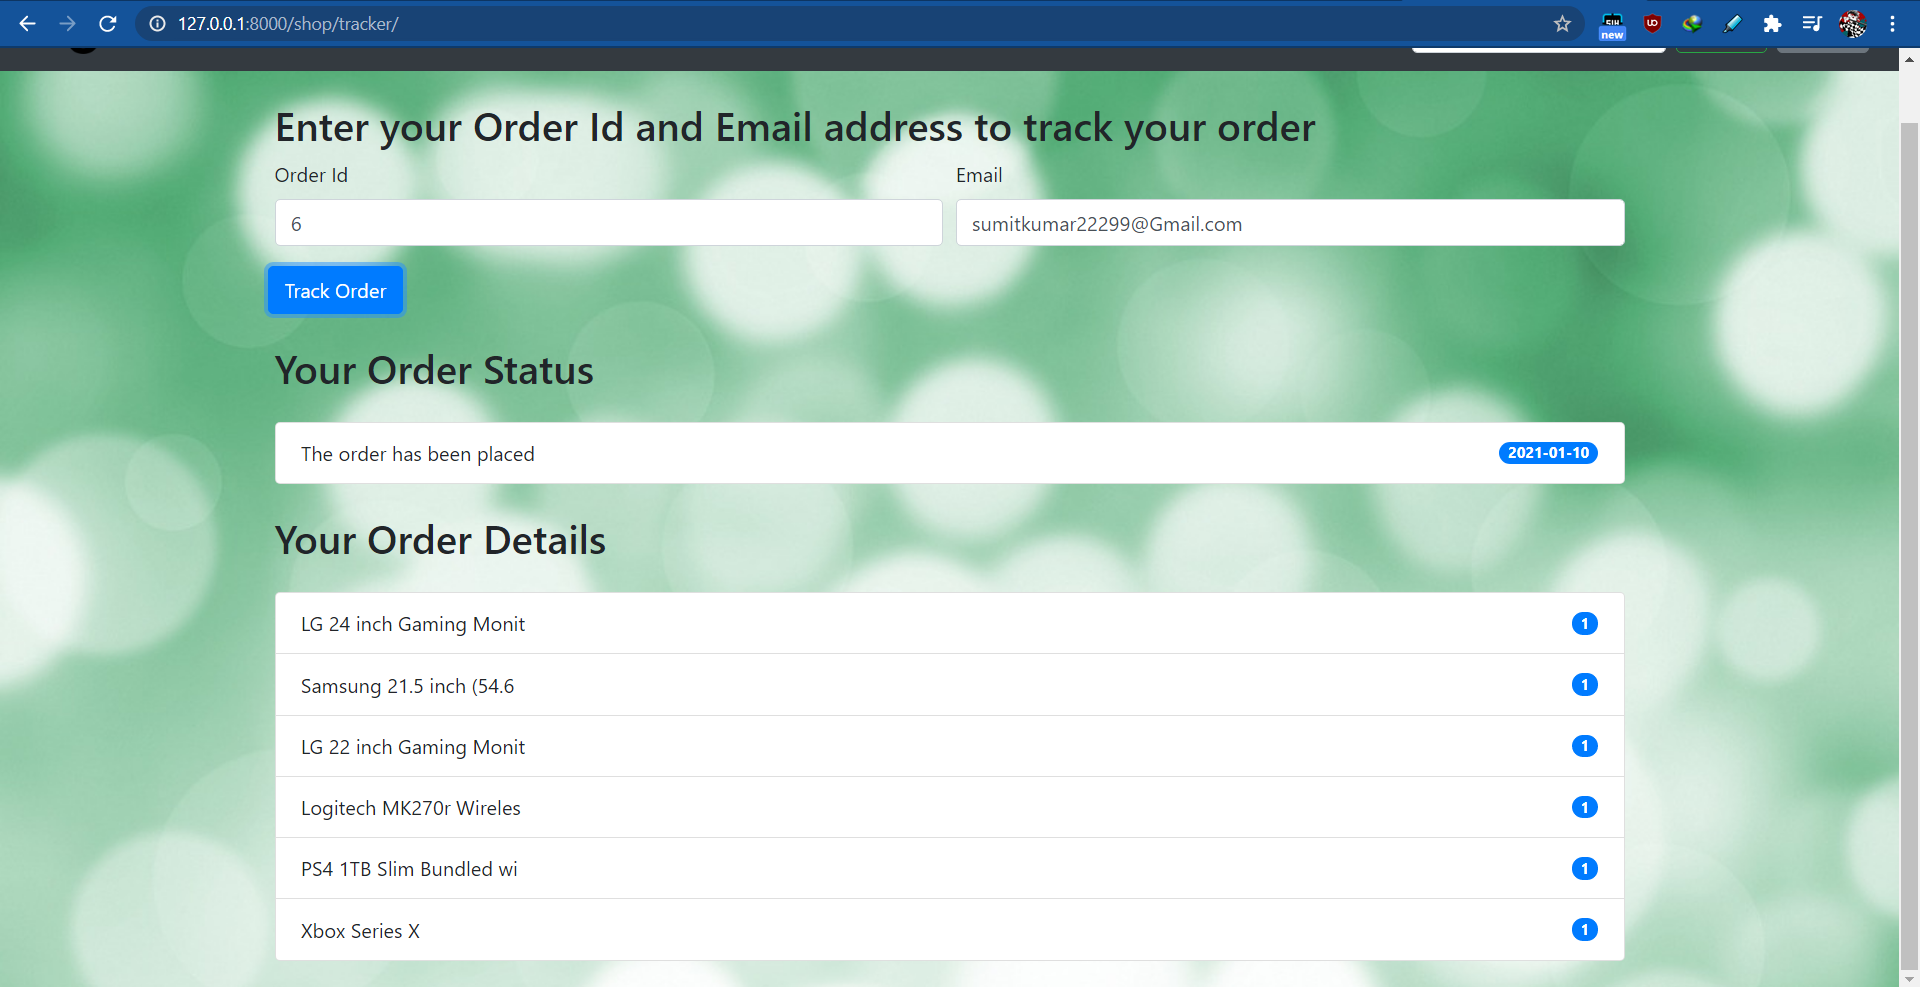 127.0.0.1:8000/shop/tracker/
new
Enter your Order Id and Email address to track your order
Order Id
Email
6
sumitkumar22299@Gmail.com
Track Order
Your Order Status
The order has been placed
2021-01-10
Your Order Details
LG 24 inch Gaming Monit
1
Samsung 21.5 inch (54.6
1
LG 22 inch Gaming Monit
1
Logitech MK270r Wireles
1
PS4 1TB Slim Bundled wi
1
Xbox Series X
1